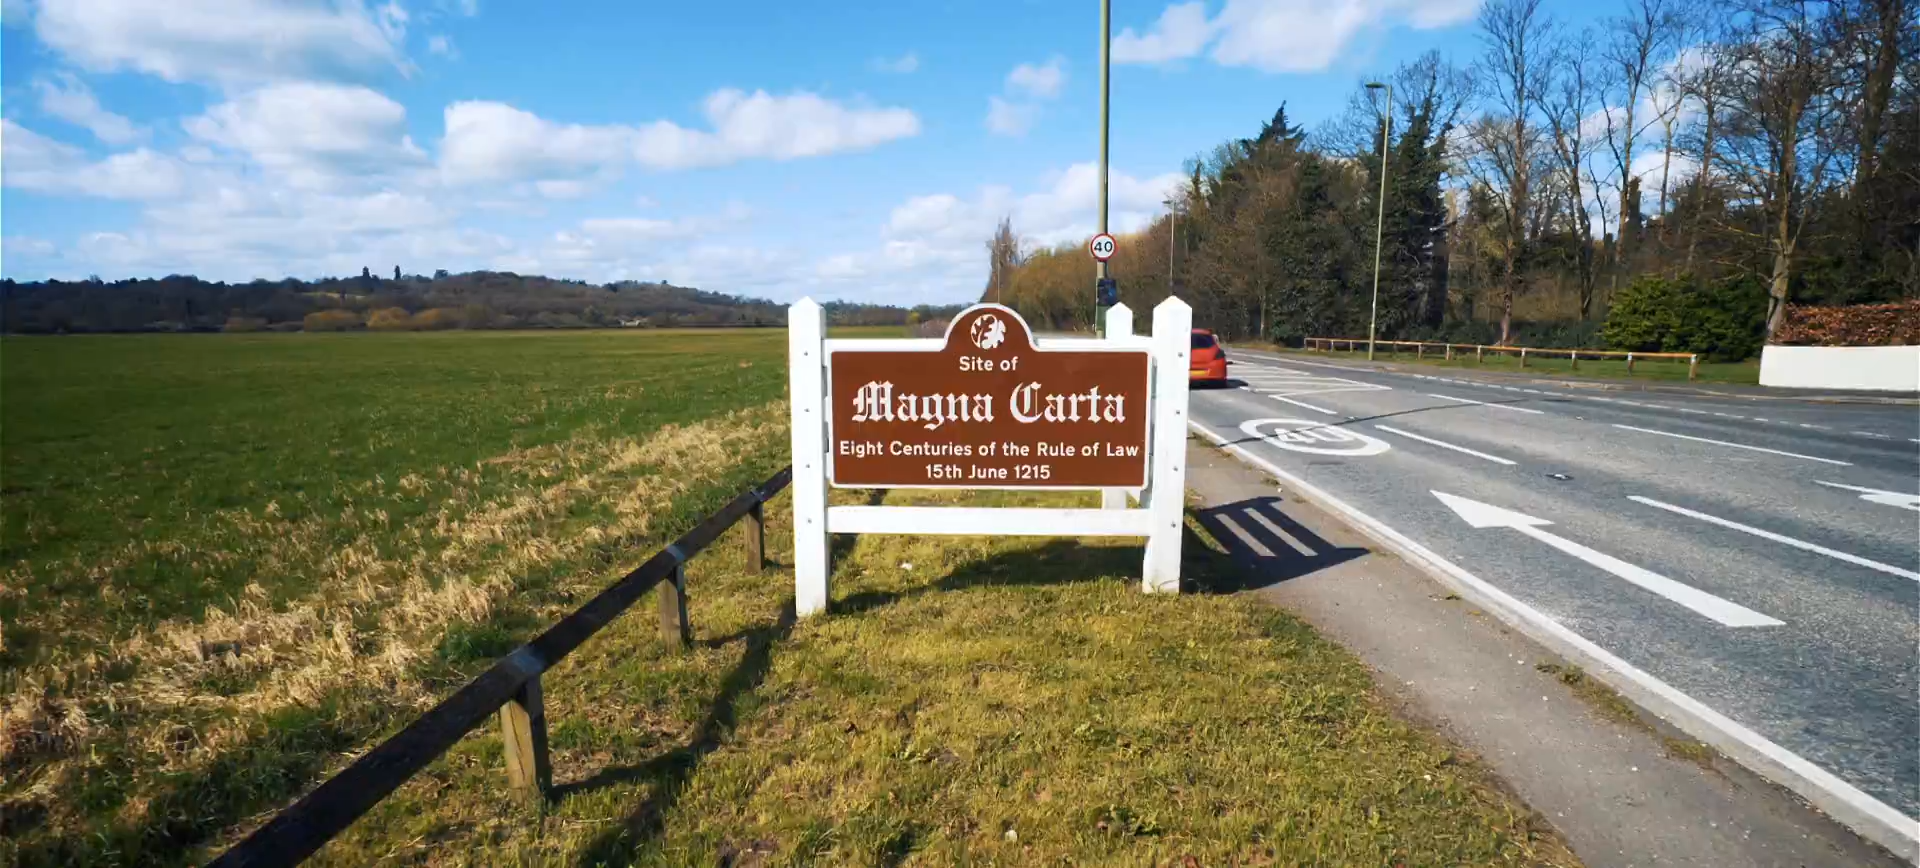 40
Site of
Magna Carta
Eight Centuries of the Rule of Law
15th June 1215
40